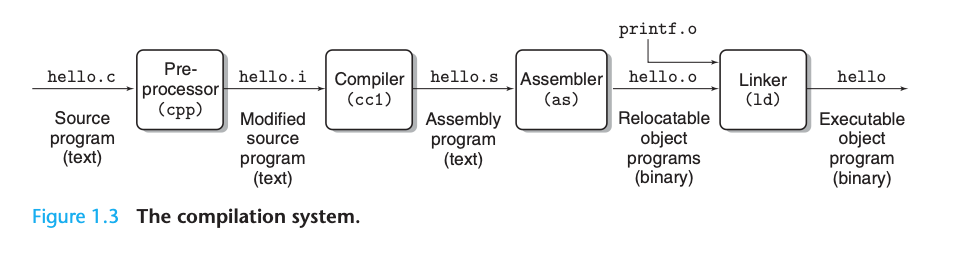 printf.o
hello.c
Pre-
processor
(cpp)
hello.i
Compiler
(cc1)
hello.s
Assembler
(as)
hello.o
Linker
(ld)
hello
Source
program
(text)
Modified
source
program
(text)
Assembly
program
(text)
Relocatable
object
programs
(binary)
Executable
object
program
(binary)
Figure 1.3 The compilation system.